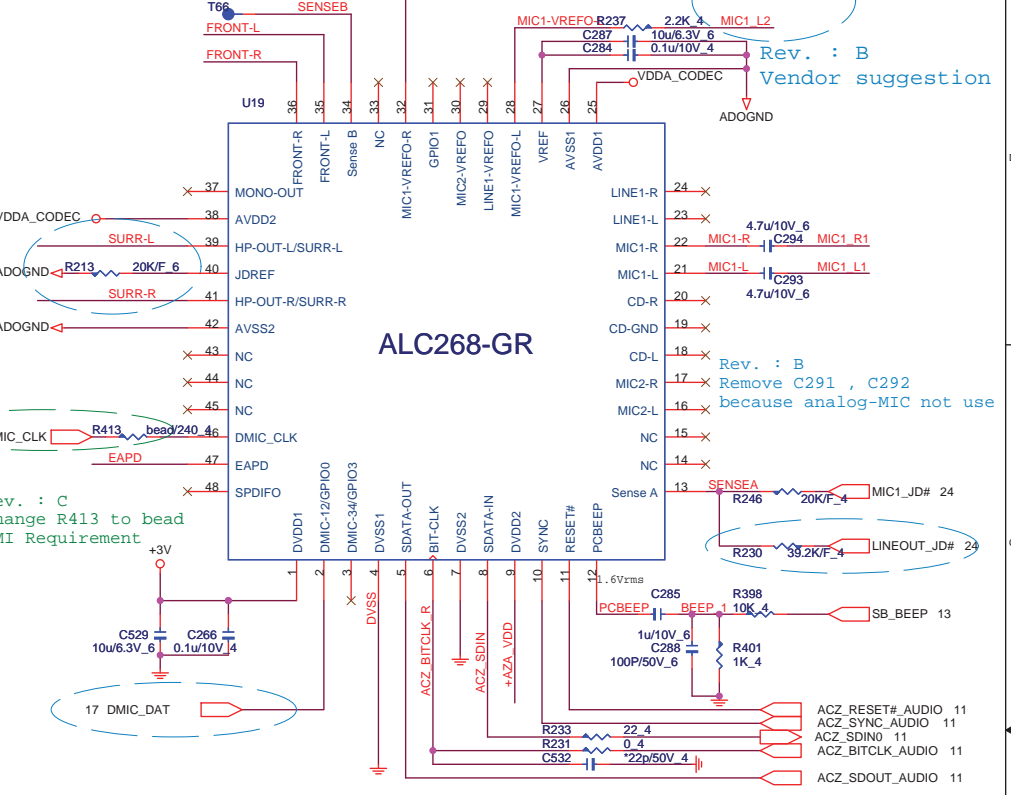 T66
SENSEB
FRONT-L
FRONT-R
MIC1-VREFO-L
R237
2.2K_4
MIC1_L2
C287
10u/6.3V_6
C284
0.1u/10V_4
Rev. : B
Vendor suggestion
VDDA_CODEC
ADOGND
U19
36
35
34
33
32
31
30
29
28
27
26
25
FRONT-R
FRONT-L
Sense B
NC
MIC1-VREFO-R
GPIO1
MIC2-VREFO
LINE1-VREFO
MIC1-VREFO-L
VREF
AVSS1
AVDD1
37 MONO-OUT
VDDA_CODEC 38 AVDD2
SURR-L 39 HP-OUT-L/SURR-L
ADOGND R213 20K/F_6 40 JDREF
SURR-R 41 HP-OUT-R/SURR-R
ADOGND 42 AVSS2
43 NC
44 NC
45 NC
MIC_CLK R413 bead/240_4 46 DMIC_CLK
EAPD 47 EAPD
48 SPDIFO
ev. : C
hange R413 to bead
MI Requirement
ALC268-GR
LINE1-R 24
LINE1-L 23
4.7u/10V_6
MIC1-R 22 MIC1-R C294 MIC1_R1
MIC1-L 21 MIC1-L C293 MIC1_L1
4.7u/10V_6
CD-R 20
CD-GND 19
CD-L 18
MIC2-R 17
MIC2-L 16
NC 15
NC 14
Sense A 13 SENSEA
Rev. : B
Remove C291 , C292
because analog-MIC not use
R246 20K/F_4 MIC1_JD# 24
R230 39.2K/F_4 LINEOUT_JD# 24
DVDD1
DMIC-12/GPIO0
DMIC-34/GPIO3
DVSS1
SDATA-OUT
BIT-CLK
DVSS2
SDATA-IN
DVDD2
SYNC
RESET#
PCBEEP
1
2
3
4
5
6
7
8
9
10
11
12
1.6Vrms
+3V
C529
10u/6.3V_6
C266
0.1u/10V_4
17 DMIC_DAT
DVSS
ACZ_BITCLK_R
ACZ_SDIN
+AZA_VDD
PCBEEP
C285
1u/10V_6
BEEP_1
R398
10K_4
SB_BEEP 13
C288
100P/50V_6
R401
1K_4
ACZ_RESET#_AUDIO 11
ACZ_SYNC_AUDIO 11
R233 22_4 ACZ_SDIN0 11
R231 0_4 ACZ_BITCLK_AUDIO 11
C532 *22p/50V_4
ACZ_SDOUT_AUDIO 11